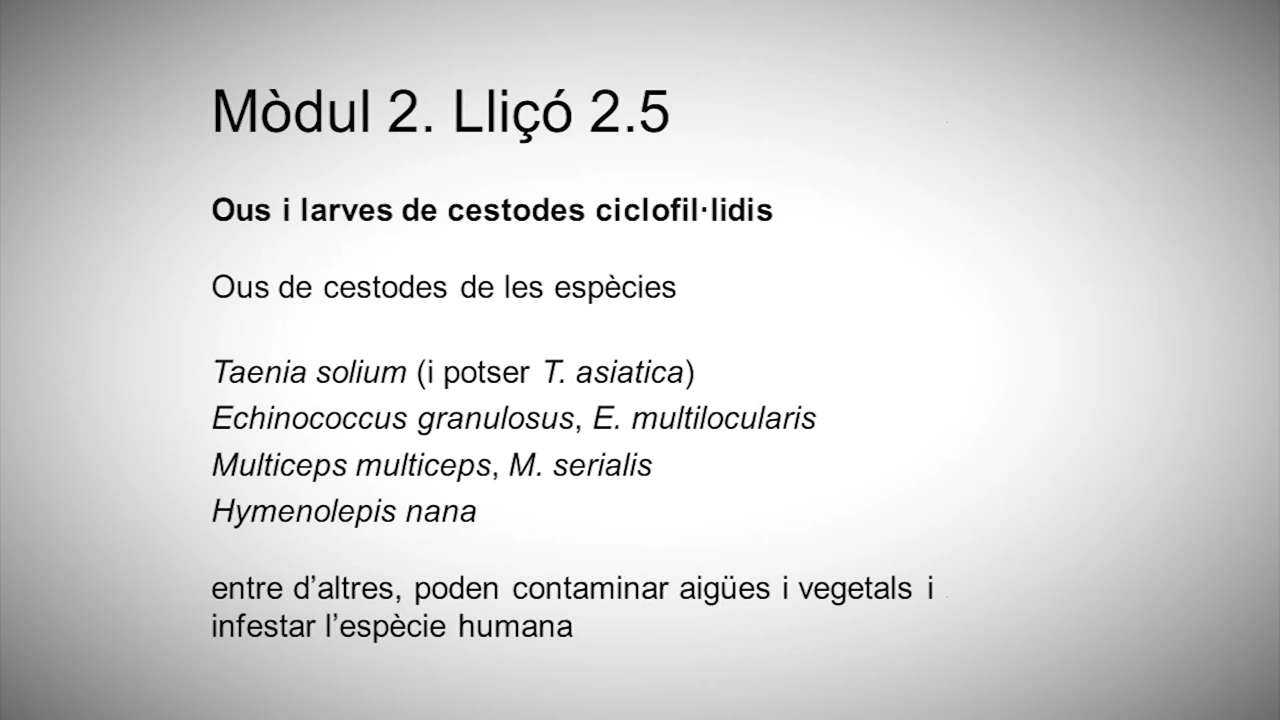 Mòdul 2. Lliçó 2.5
Ous i larves de cestodes ciclofil·lidis
Ous de cestodes de les espècies
Taenia solium (i potser T. asiatica)
Echinococcus granulosus, E. multilocularis
Multiceps multiceps, M. serialis
Hymenolepis nana
entre d’altres, poden contaminar aigües i vegetals i
infestar l’espècie humana